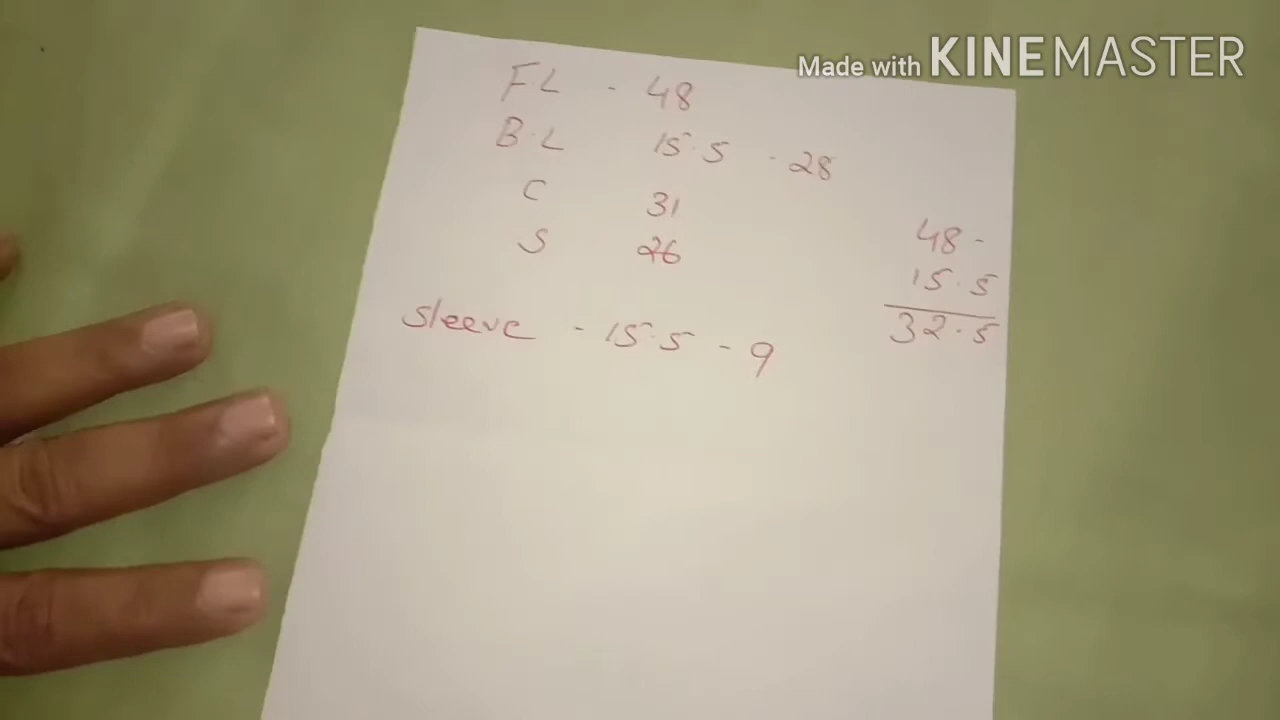 Made with KINEMASTER
FL - 48
B.L 15.5 - 28
C 31
S 26
sleeve - 15.5 - 9
48 -
15.5
32.5